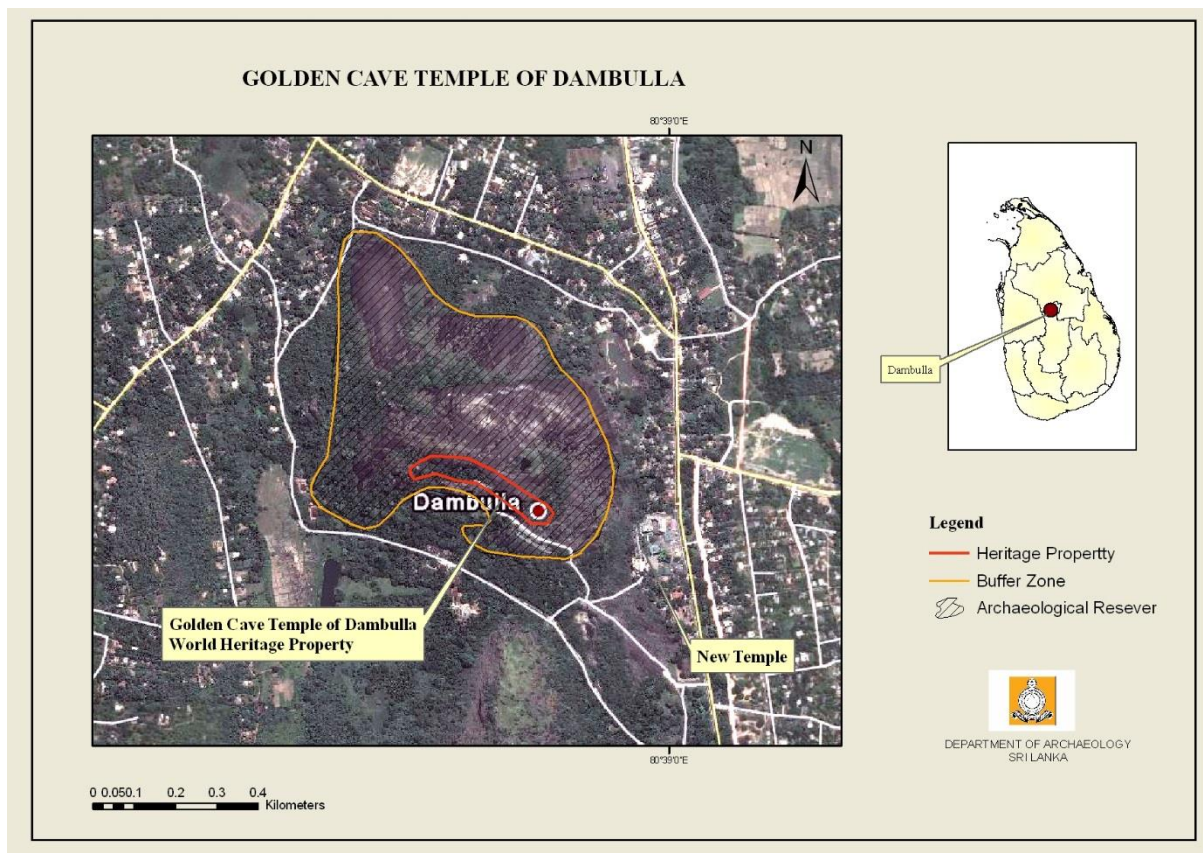 GOLDEN CAVE TEMPLE OF DAMBULLA
80°39'0"E
N
Dambulla
Dambulla
Golden Cave Temple of Dambulla
World Heritage Property
New Temple
80°39'0"E
0 0.050.1 0.2 0.3 0.4
Kilometers
Legend
Heritage Propertty
Buffer Zone
Archaeological Resever
DEPARTMENT OF ARCHAEOLOGY
SRI LANKA